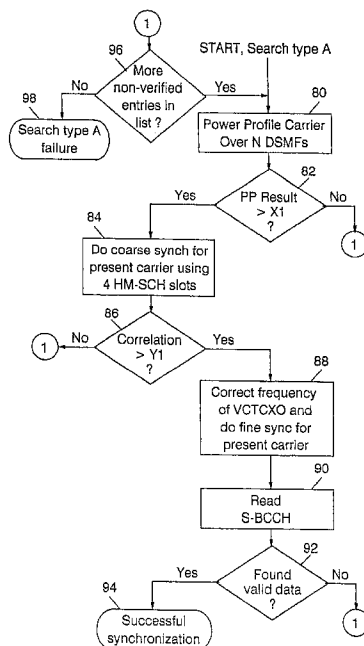 1
START, Search type A
96
More
non-verified
entries in
list ?
No
Yes
98
Search type A
failure
80
Power Profile Carrier
Over N DSMFs
82
PP Result
> X1
?
Yes
No
1
84
Do coarse synch for
present carrier using
4 HM-SCH slots
86
Correlation
> Y1
?
No
1
Yes
88
Correct frequency
of VCTCXO and
do fine sync for
present carrier
90
Read
S-BCCH
92
Found
valid data
?
Yes
No
94
Successful
synchronization
1